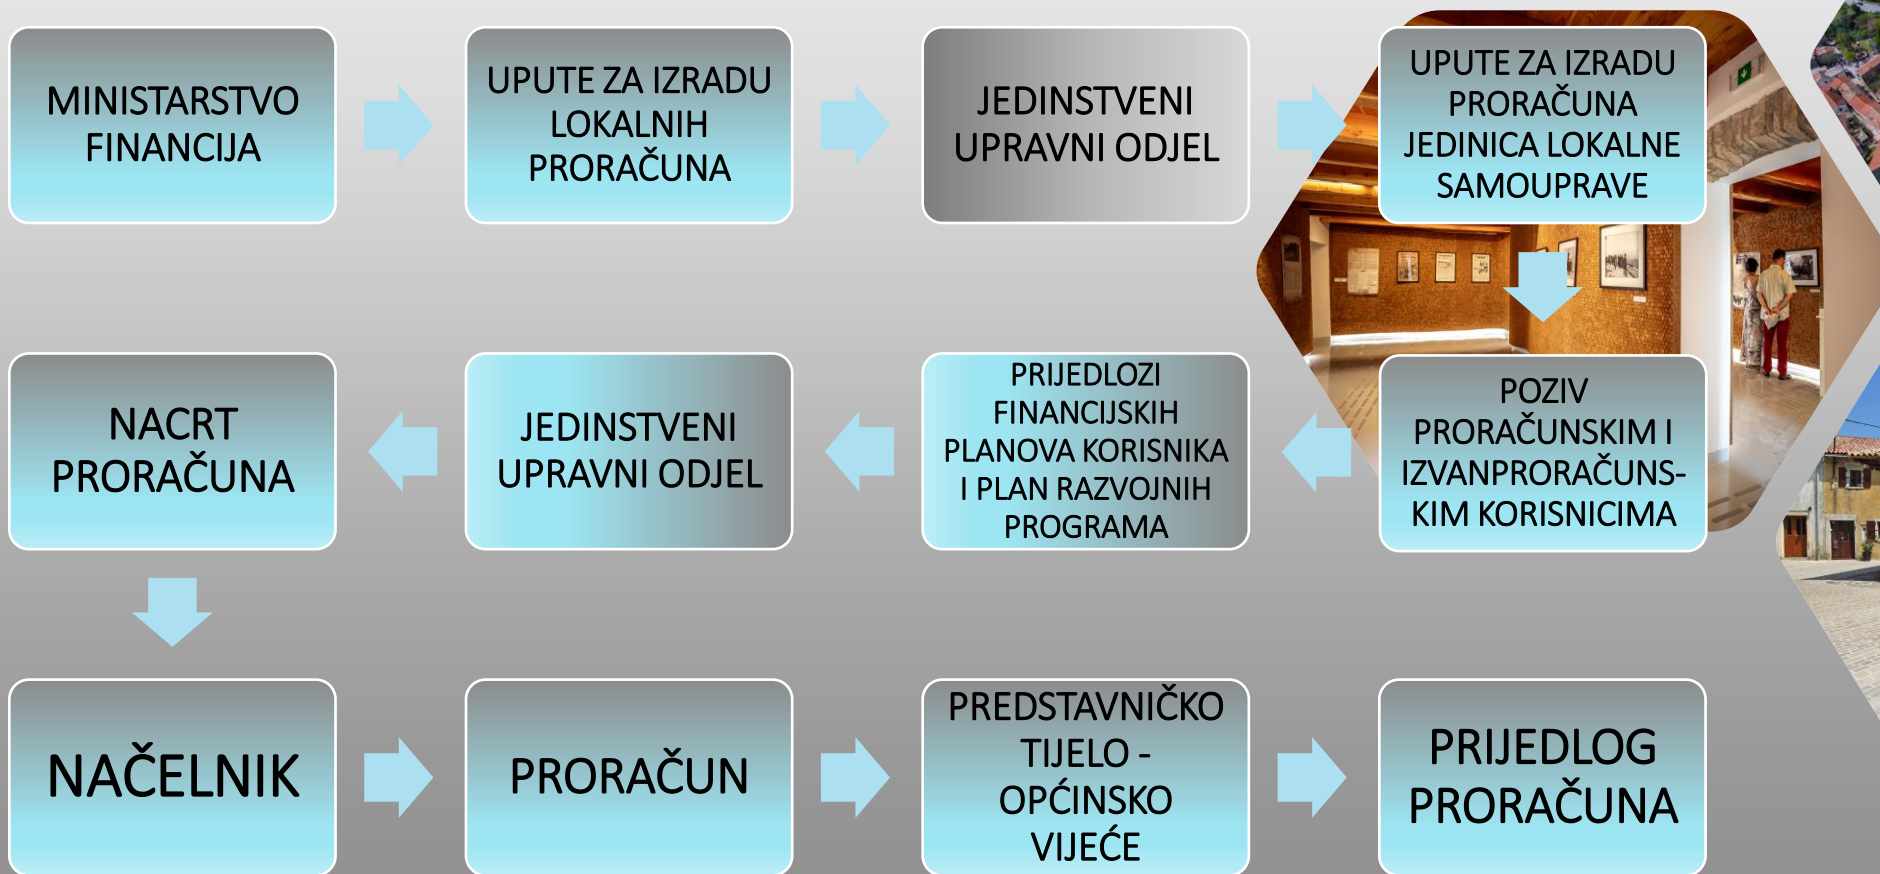 MINISTARSTVO
FINANCIJA
UPUTE ZA IZRADU
LOKALNIH
PRORAČUNA
JEDINSTVENI
UPRAVNI ODJEL
UPUTE ZA IZRADU
PRORAČUNA
JEDINICA LOKALNE
SAMOUPRAVE
POZIV
PRORAČUNSKIM I
IZVANPRORAČUNS-
KIM KORISNICIMA
PRIJEDLOZI
FINANCIJSKIH
PLANOVA KORISNIKA
I PLAN RAZVOJNIH
PROGRAMA
JEDINSTVENI
UPRAVNI ODJEL
NACRT
PRORAČUNA
NAČELNIK
PRORAČUN
PREDSTAVNIČKO
TIJELO -
OPĆINSKO
VIJEĆE
PRIJEDLOG
PRORAČUNA